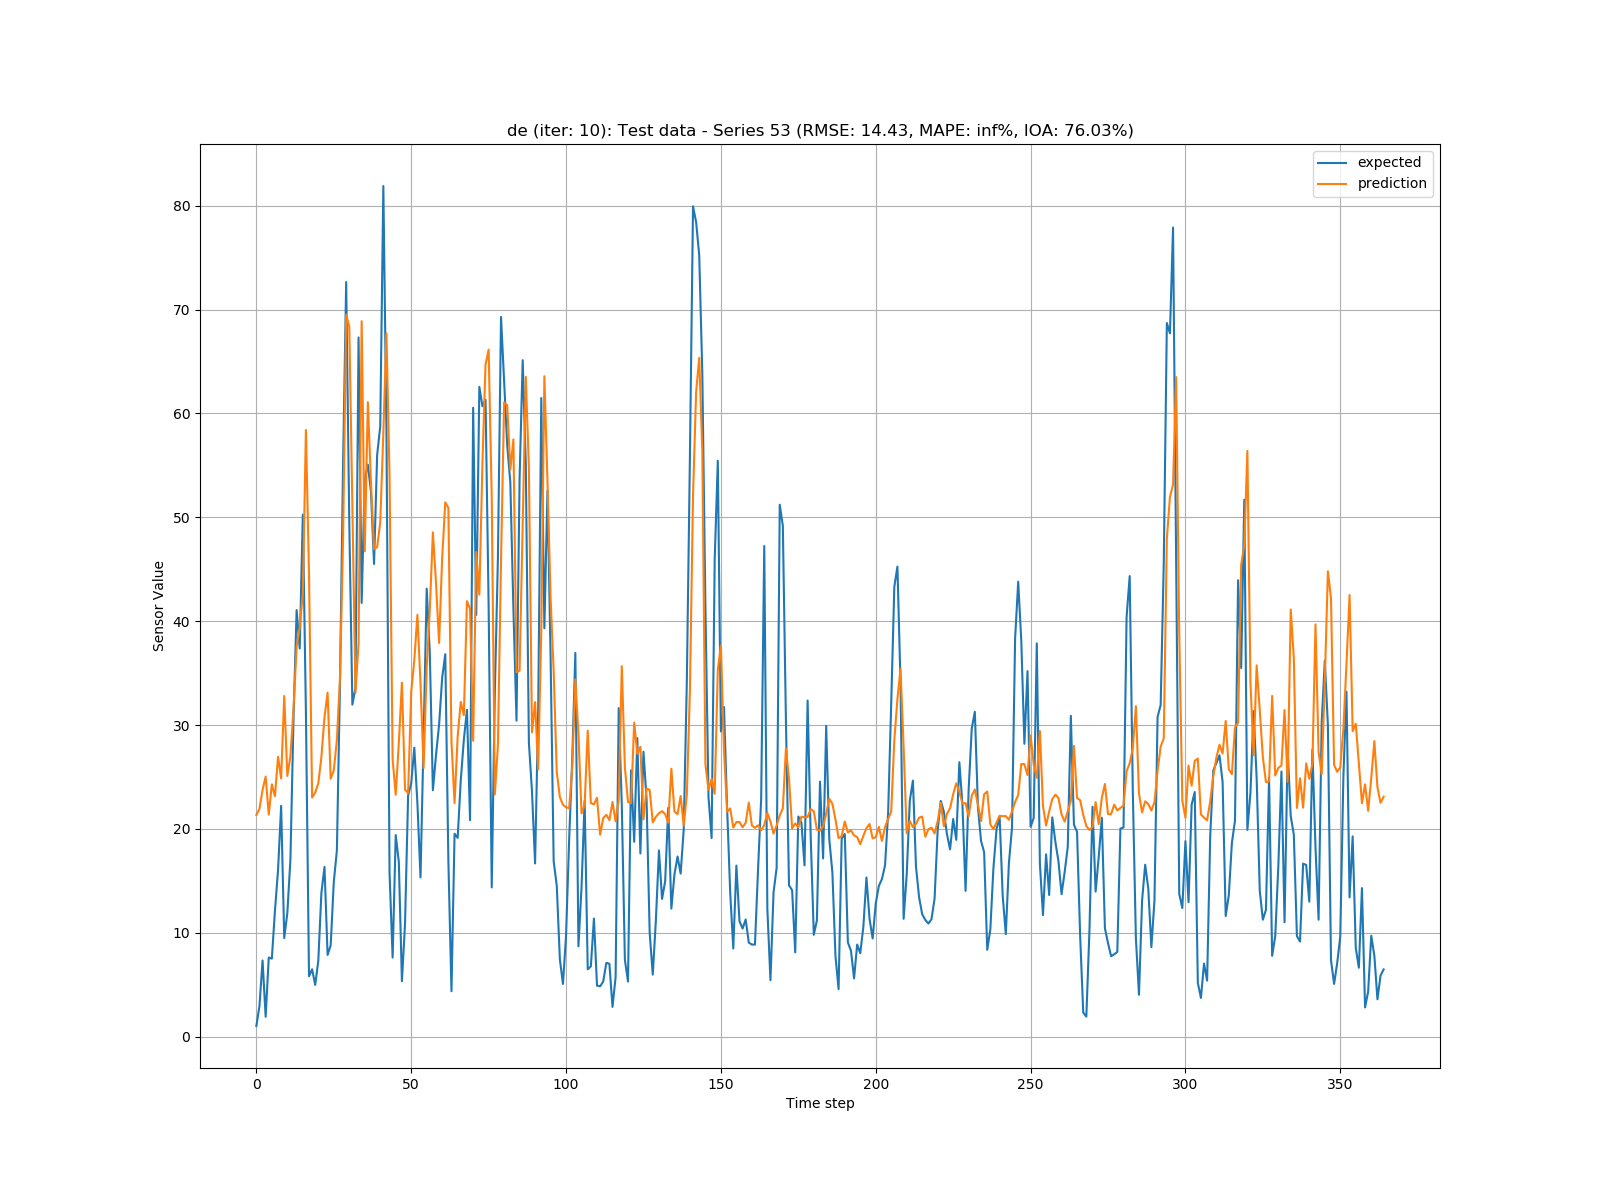 de (iter: 10): Test data - Series 53 (RMSE: 14.43, MAPE: inf%, IOA: 76.03%)
expected
prediction
80
70
60
50
40
30
20
10
0
Sensor Value
0 50 100 150 200 250 300 350
Time step